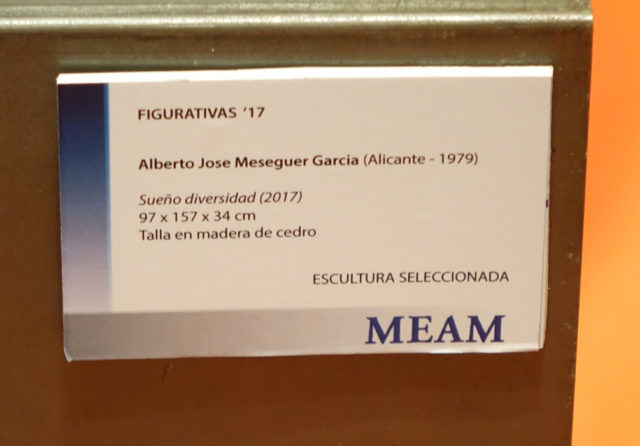 FIGURATIVAS ‘17
Alberto Jose Meseguer Garcia (Alicante - 1979)
Sueño diversidad (2017)
97 x 157 x 34 cm
Talla en madera de cedro
ESCULTURA SELECCIONADA
MEAM